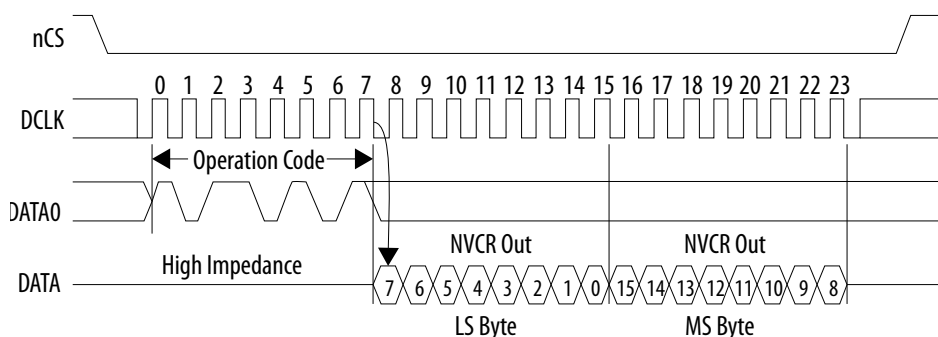 nCS
0 1 2 3 4 5 6 7 8 9 10 11 12 13 14 15 16 17 18 19 20 21 22 23
DCLK
Operation Code
DATA0
NVCR Out NVCR Out
High Impedance
DATA 7 6 5 4 3 2 1 0 15 14 13 12 11 10 9 8
LS Byte MS Byte